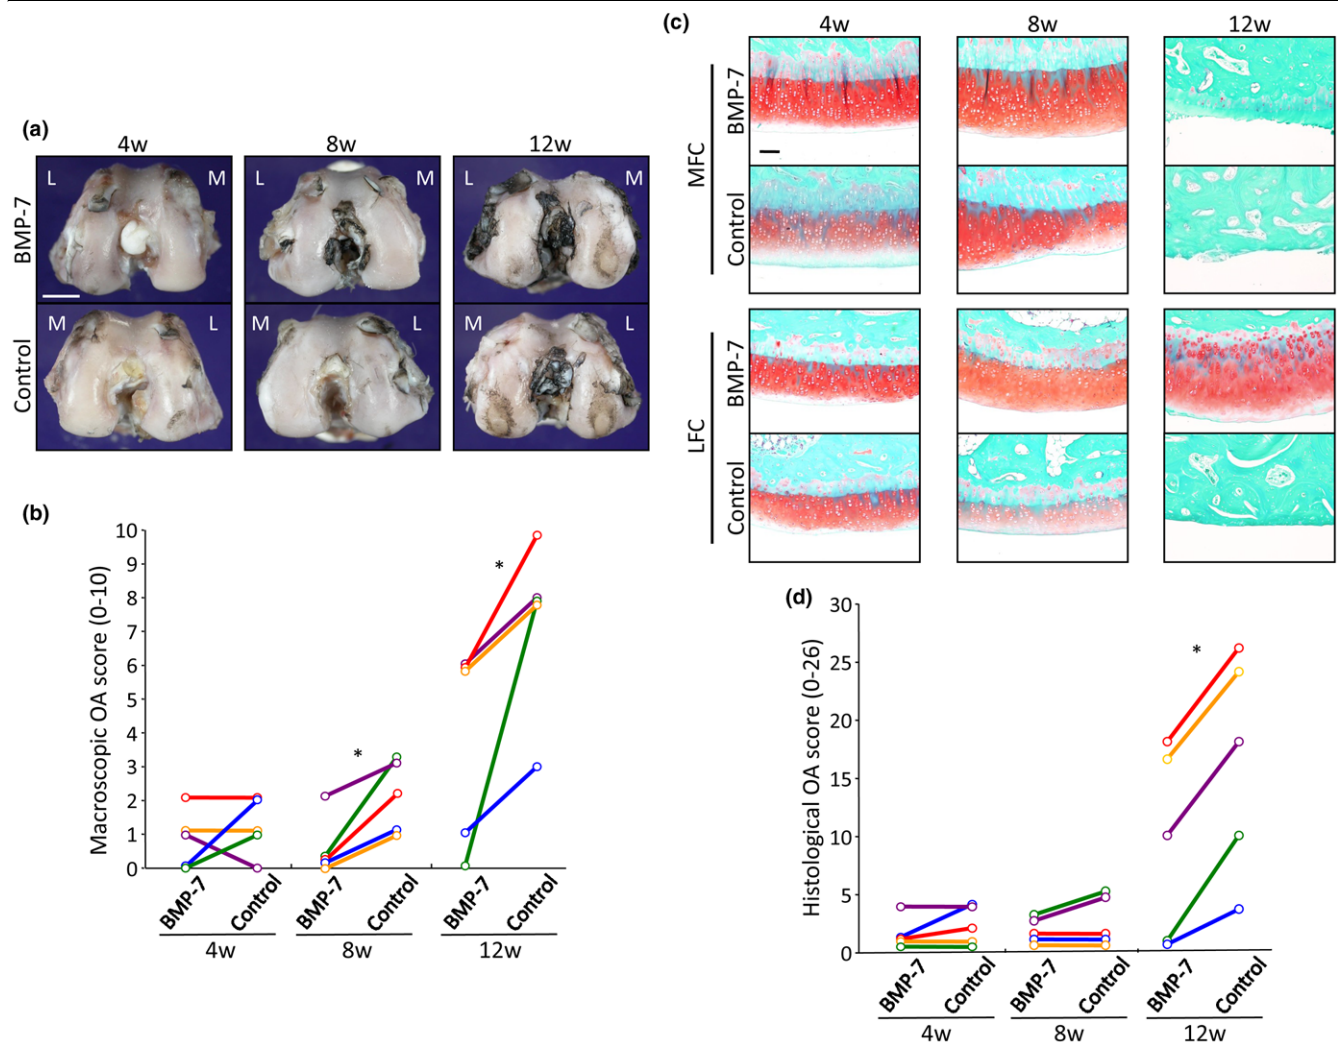 (a)
4w
8w
12w
BMP-7
L
M
L
M
L
M
Control
M
L
M
L
M
L
(b)
Macroscopic OA score (0-10)
10
9
8
7
6
5
4
3
2
1
0
*
*
BMP-7
Control
BMP-7
Control
BMP-7
Control
4w
8w
12w
(c)
4w
8w
12w
MFC
BMP-7
Control
LFC
BMP-7
Control
(d)
Histological OA score (0-26)
30
25
20
15
10
5
0
*
BMP-7
Control
BMP-7
Control
BMP-7
Control
4w
8w
12w